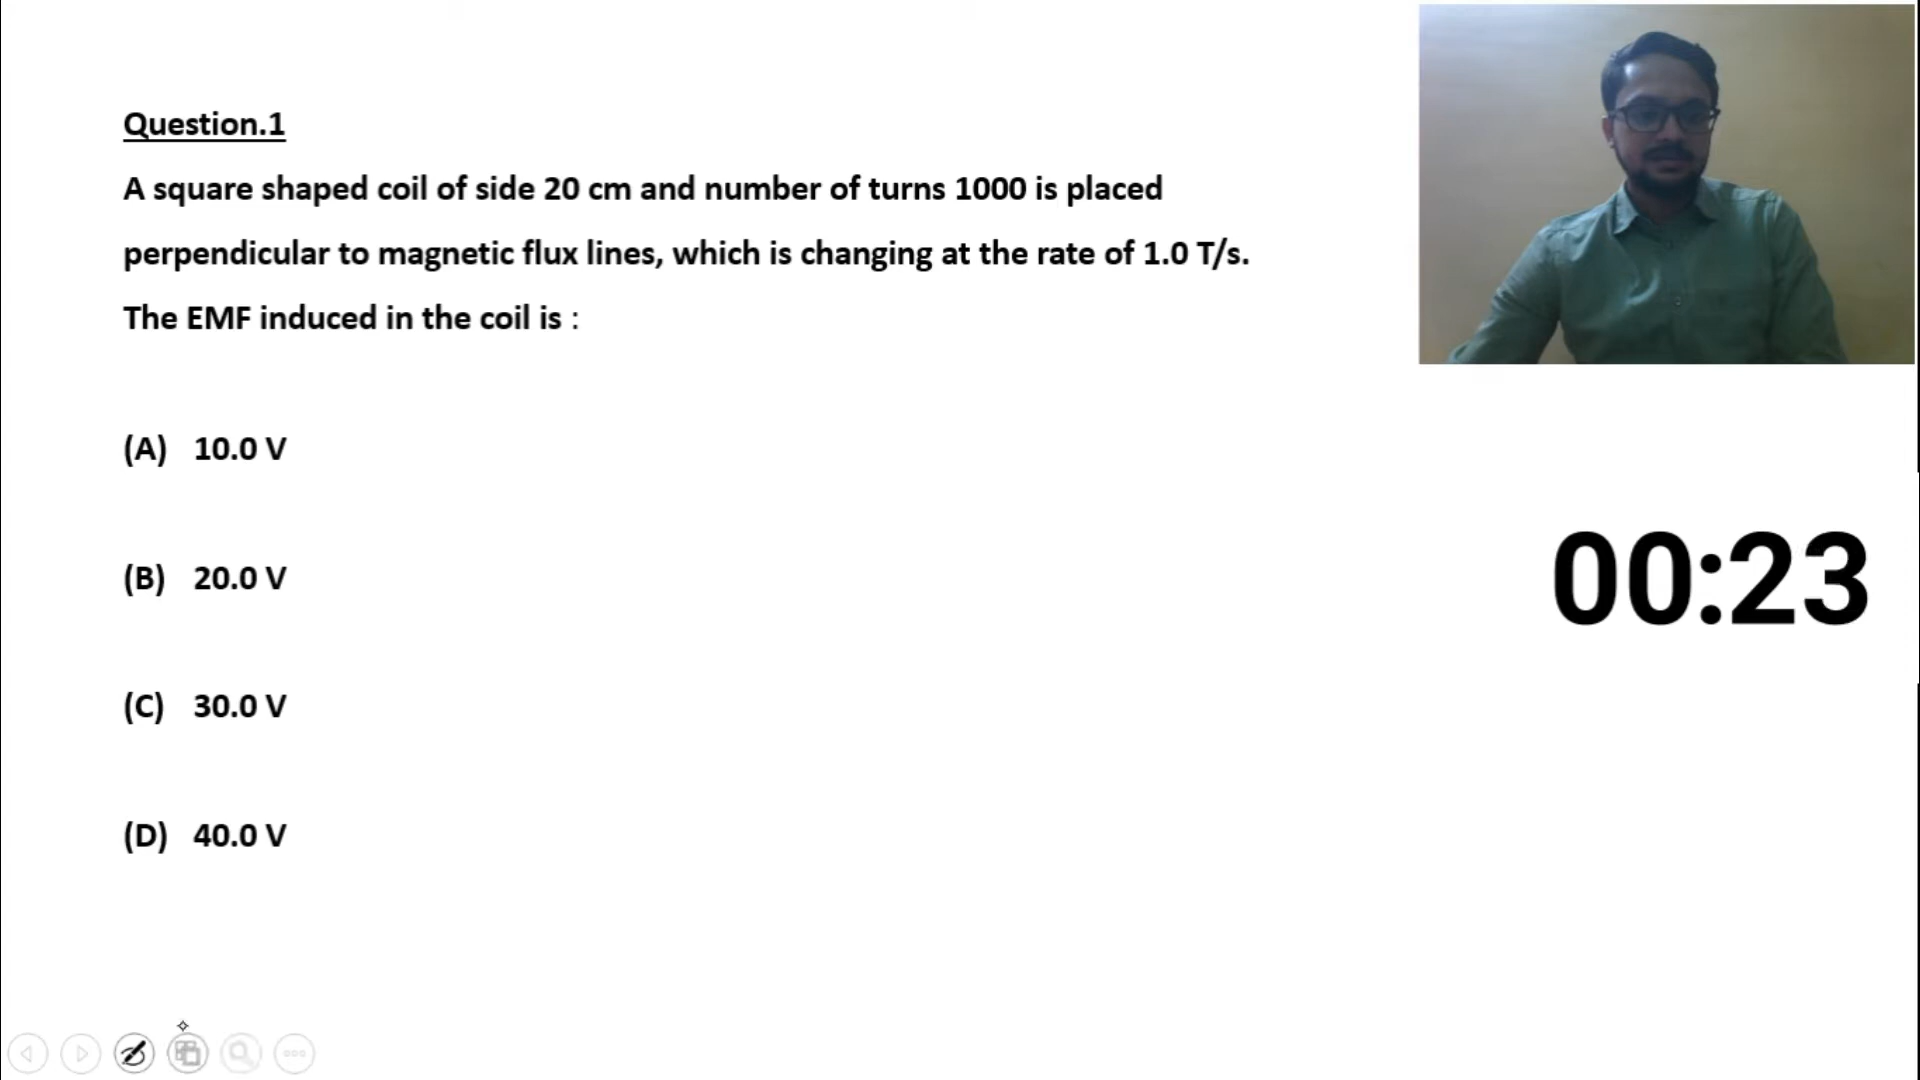 Question.1
A square shaped coil of side 20 cm and number of turns 1000 is placed
perpendicular to magnetic flux lines, which is changing at the rate of 1.0 T/s.
The EMF induced in the coil is :
(A) 10.0 V
(B) 20.0 V
00:23
(C) 30.0 V
(D) 40.0 V